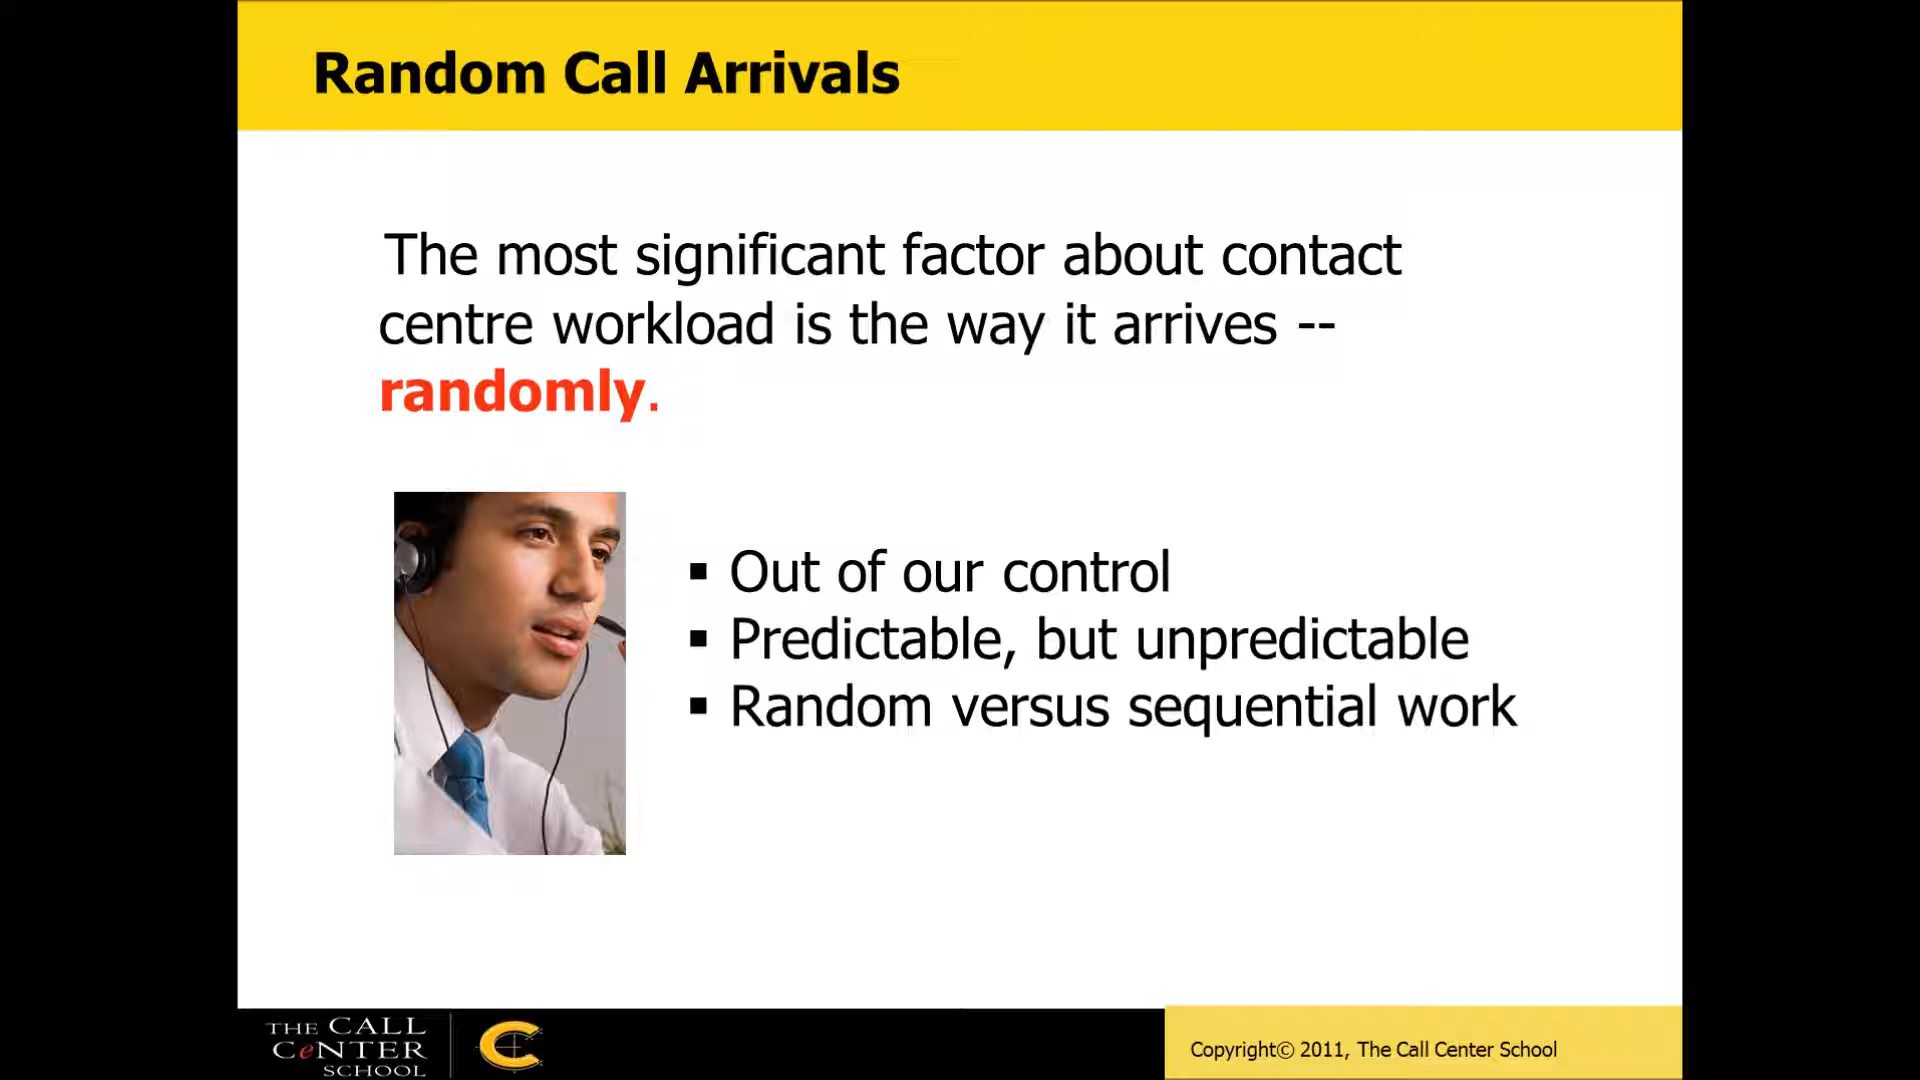 Random Call Arrivals
The most significant factor about contact
centre workload is the way it arrives --
randomly.
▪ Out of our control
▪ Predictable, but unpredictable
▪ Random versus sequential work
THE CALL
CeNTER
SCHOOL
Copyright© 2011, The Call Center School